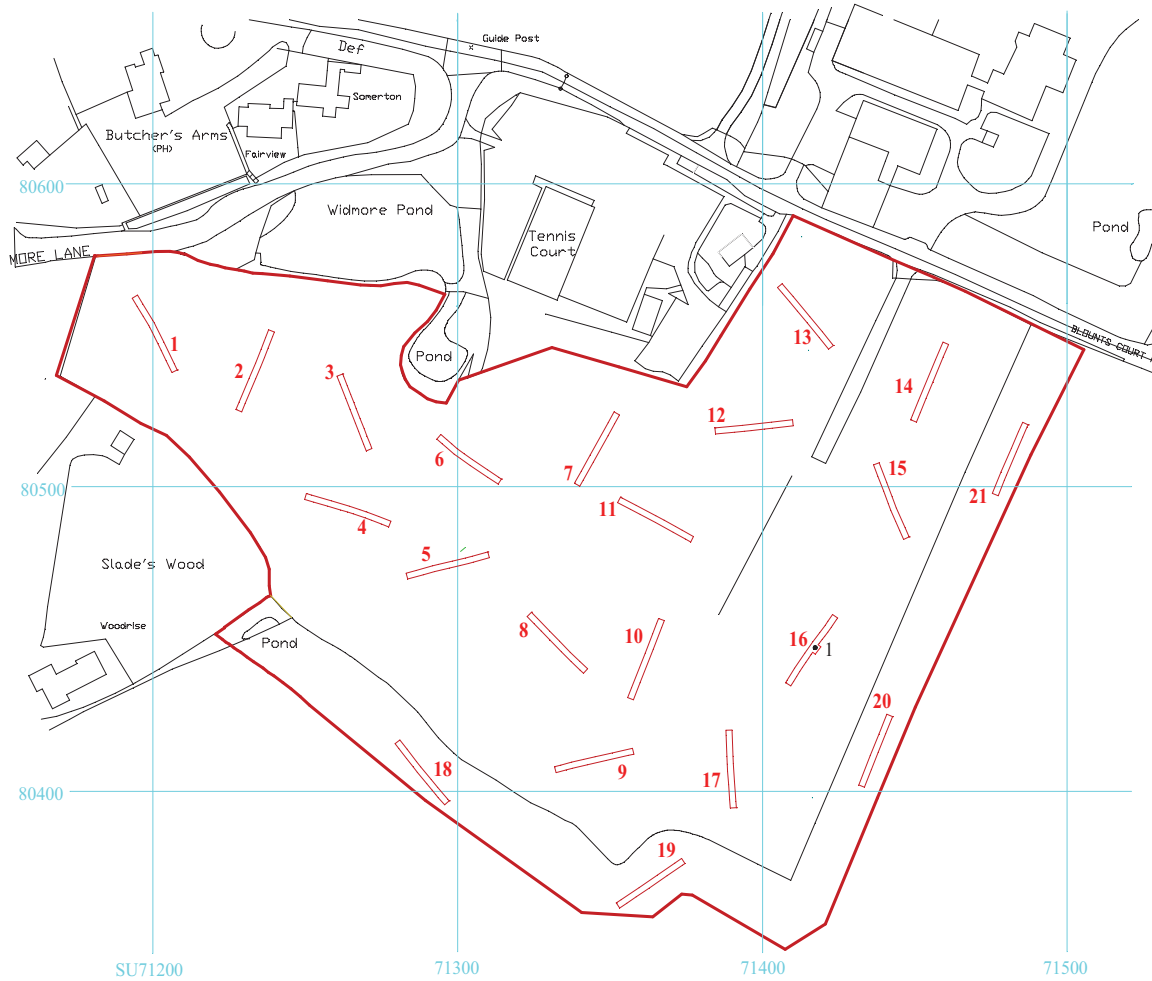 Guide Post
Def
Somerton
Butcher's Arms
(PH)
Fairview
80600
Widmore Pond
Tennis
Court
Pond
MORE LANE
BLOUNTS COURT
1
2
3
Pond
13
14
12
6
7
15
80500
21
11
4
5
Slade's Wood
Woodrise
8
10
16
1
Pond
20
18
9
17
80400
19
SU71200
71300
71400
71500